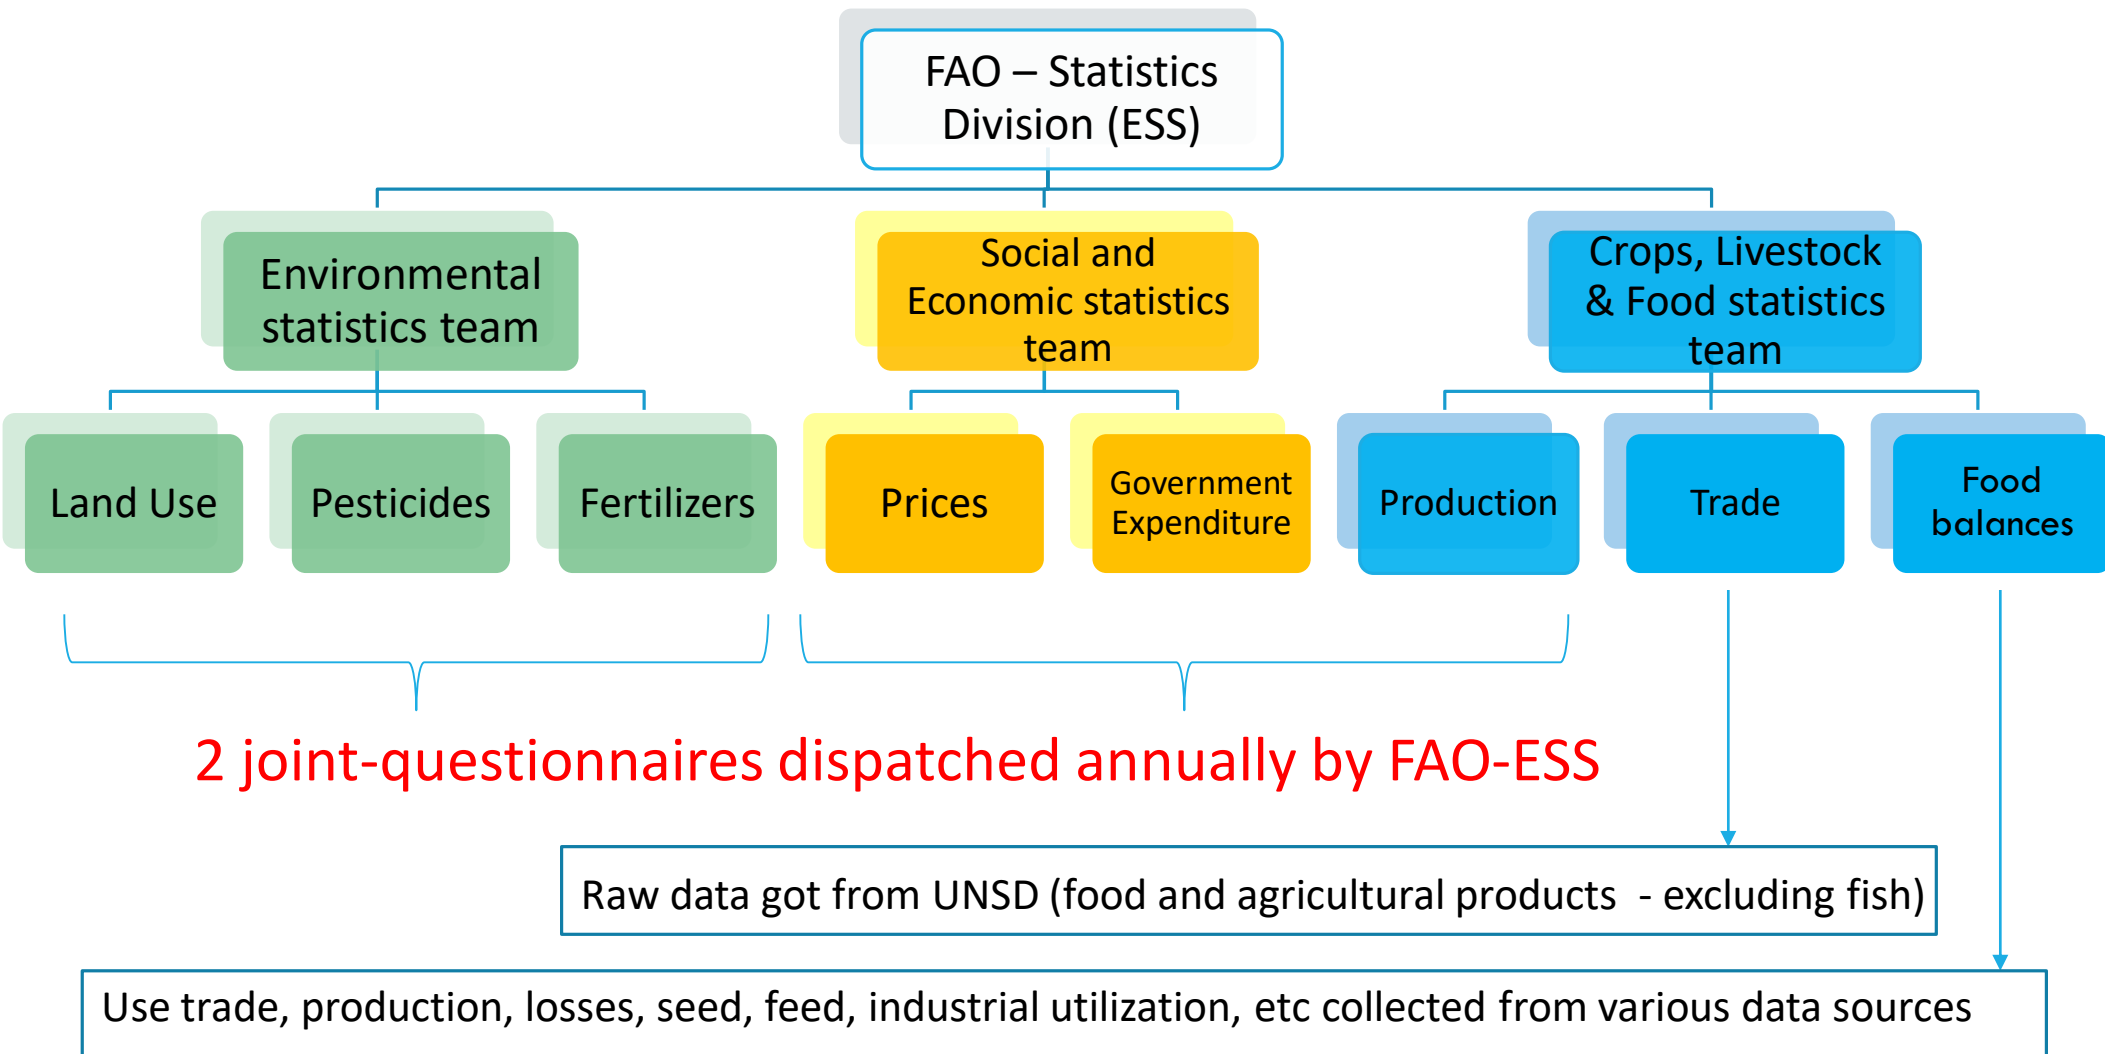 FAO – Statistics
Division (ESS)
Environmental
statistics team
Social and
Economic statistics
team
Crops, Livestock
& Food statistics
team
Land Use
Pesticides
Fertilizers
Prices
Government
Expenditure
Production
Trade
Food
balances
2 joint-questionnaires dispatched annually by FAO-ESS
Raw data got from UNSD (food and agricultural products  - excluding fish)
Use trade, production, losses, seed, feed, industrial utilization, etc collected from various data sources